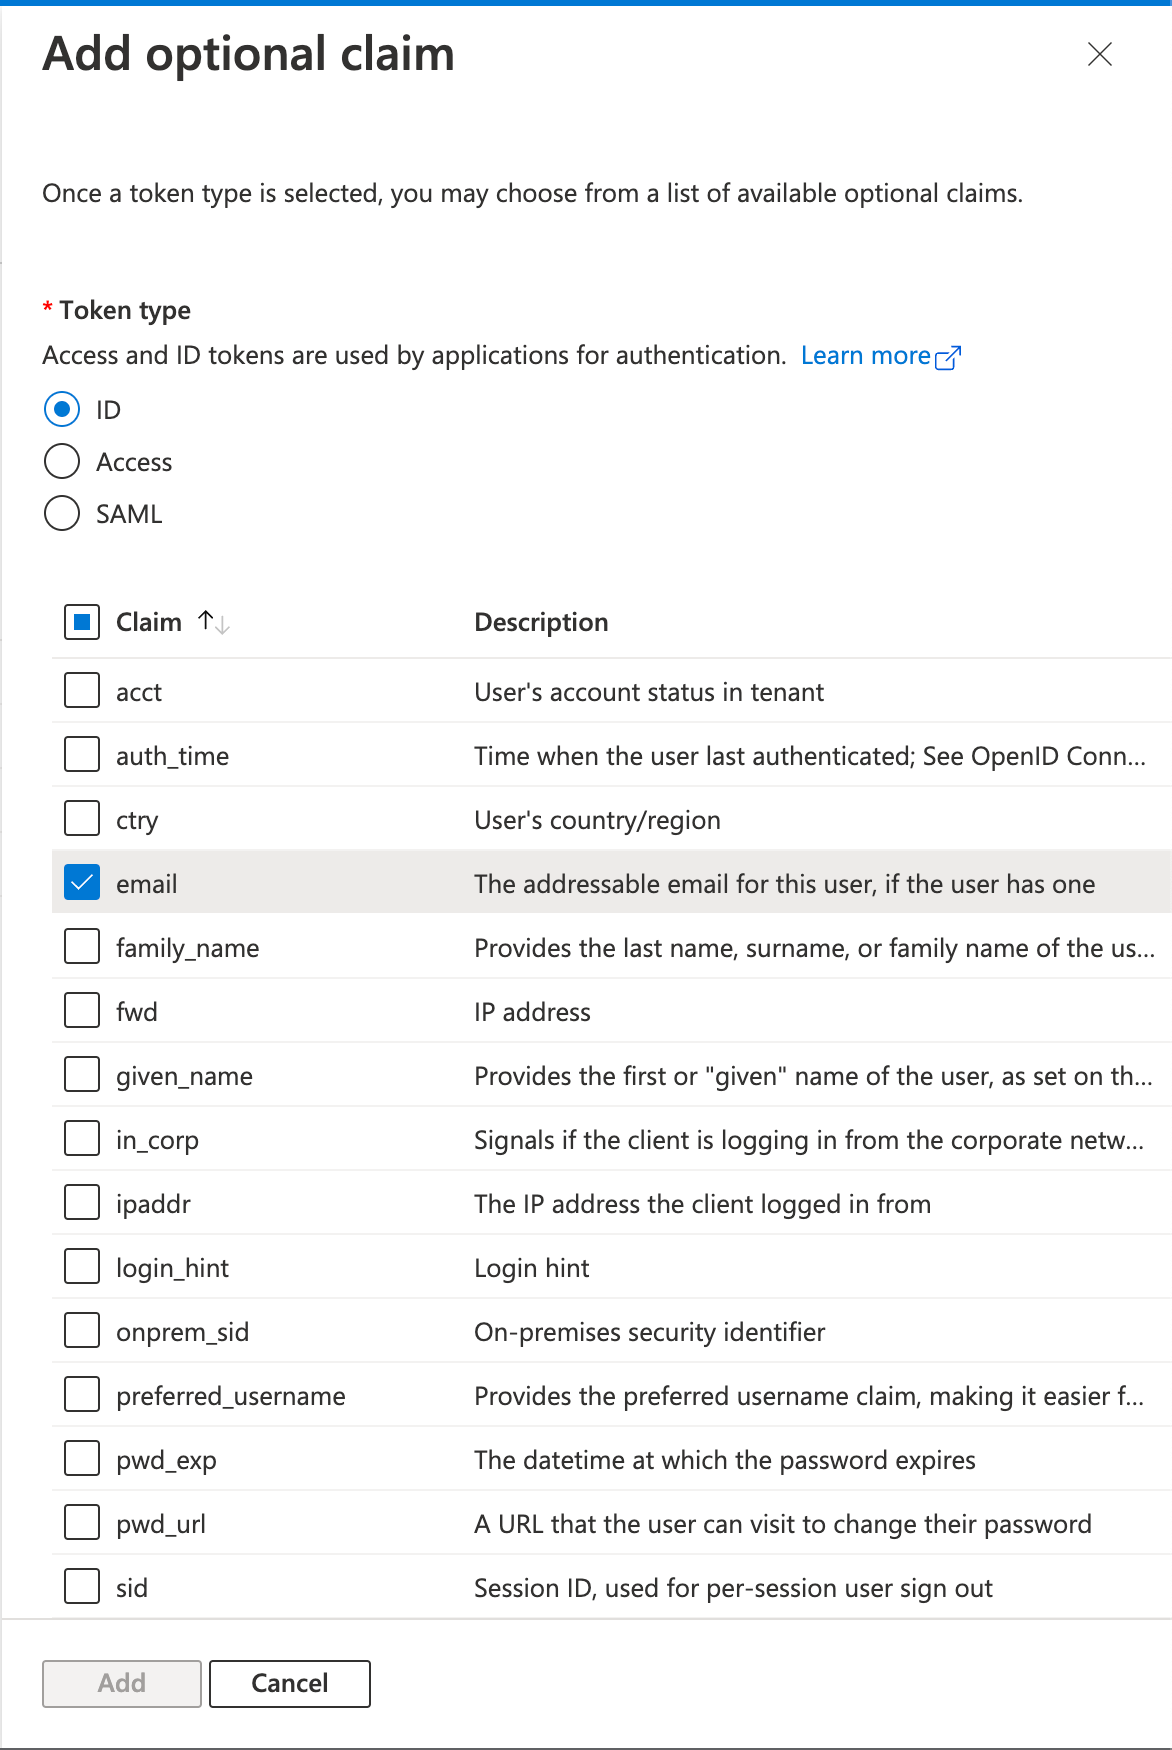 Add optional claim
Once a token type is selected, you may choose from a list of available optional claims.
* Token type
Access and ID tokens are used by applications for authentication. Learn more
ID
Access
SAML
Claim Description
acct User's account status in tenant
auth_time Time when the user last authenticated; See OpenID Conn...
ctry User's country/region
email The addressable email for this user, if the user has one
family_name Provides the last name, surname, or family name of the us...
fwd IP address
given_name Provides the first or "given" name of the user, as set on th...
in_corp Signals if the client is logging in from the corporate netw...
ipaddr The IP address the client logged in from
login_hint Login hint
onprem_sid On-premises security identifier
preferred_username Provides the preferred username claim, making it easier f...
pwd_exp The datetime at which the password expires
pwd_url A URL that the user can visit to change their password
sid Session ID, used for per-session user sign out
Add Cancel